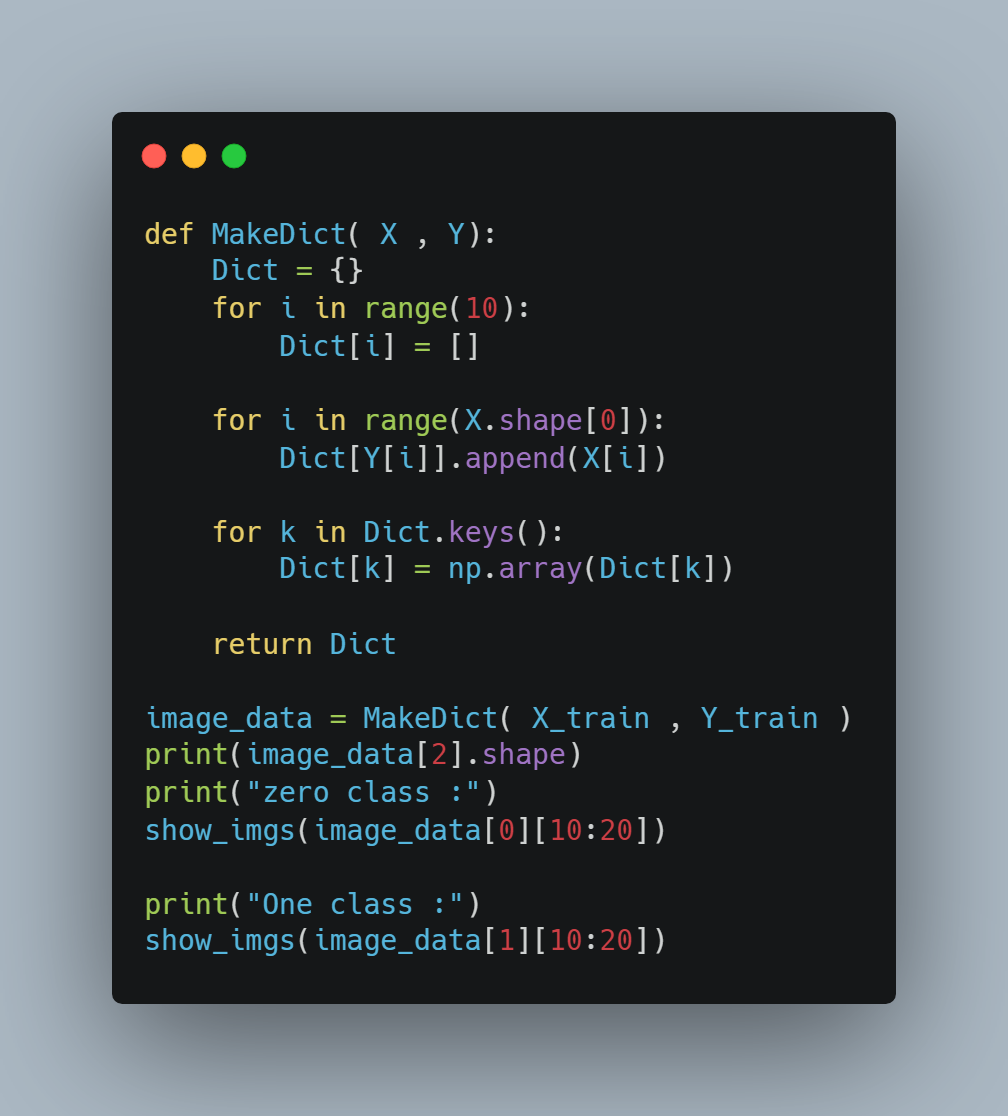 def MakeDict( X , Y):
    Dict = {}
    for i in range(10):
        Dict[i] = []
    for i in range(X.shape[0]):
        Dict[Y[i]].append(X[i])
    for k in Dict.keys():
        Dict[k] = np.array(Dict[k])
    return Dict
image_data = MakeDict( X_train , Y_train )
print(image_data[2].shape)
print("zero class :")
show_imgs(image_data[0][10:20])
print("One class :")
show_imgs(image_data[1][10:20])